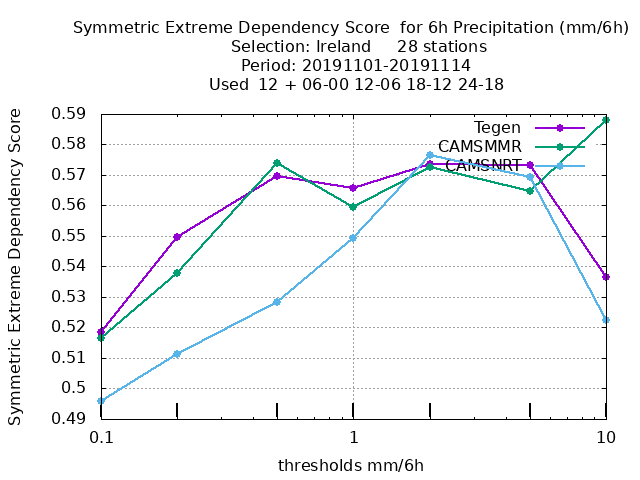 Symmetric Extreme Dependency Score  for 6h Precipitation (mm/6h)
Selection: Ireland     28 stations
Period: 20191101-20191114
Used  12 + 06-00 12-06 18-12 24-18
Symmetric Extreme Dependency Score
0.59
0.58
0.57
0.56
0.55
0.54
0.53
0.52
0.51
0.5
0.49
Tegen
CAMSMMR
CAMSNRT
0.1
1
10
thresholds mm/6h